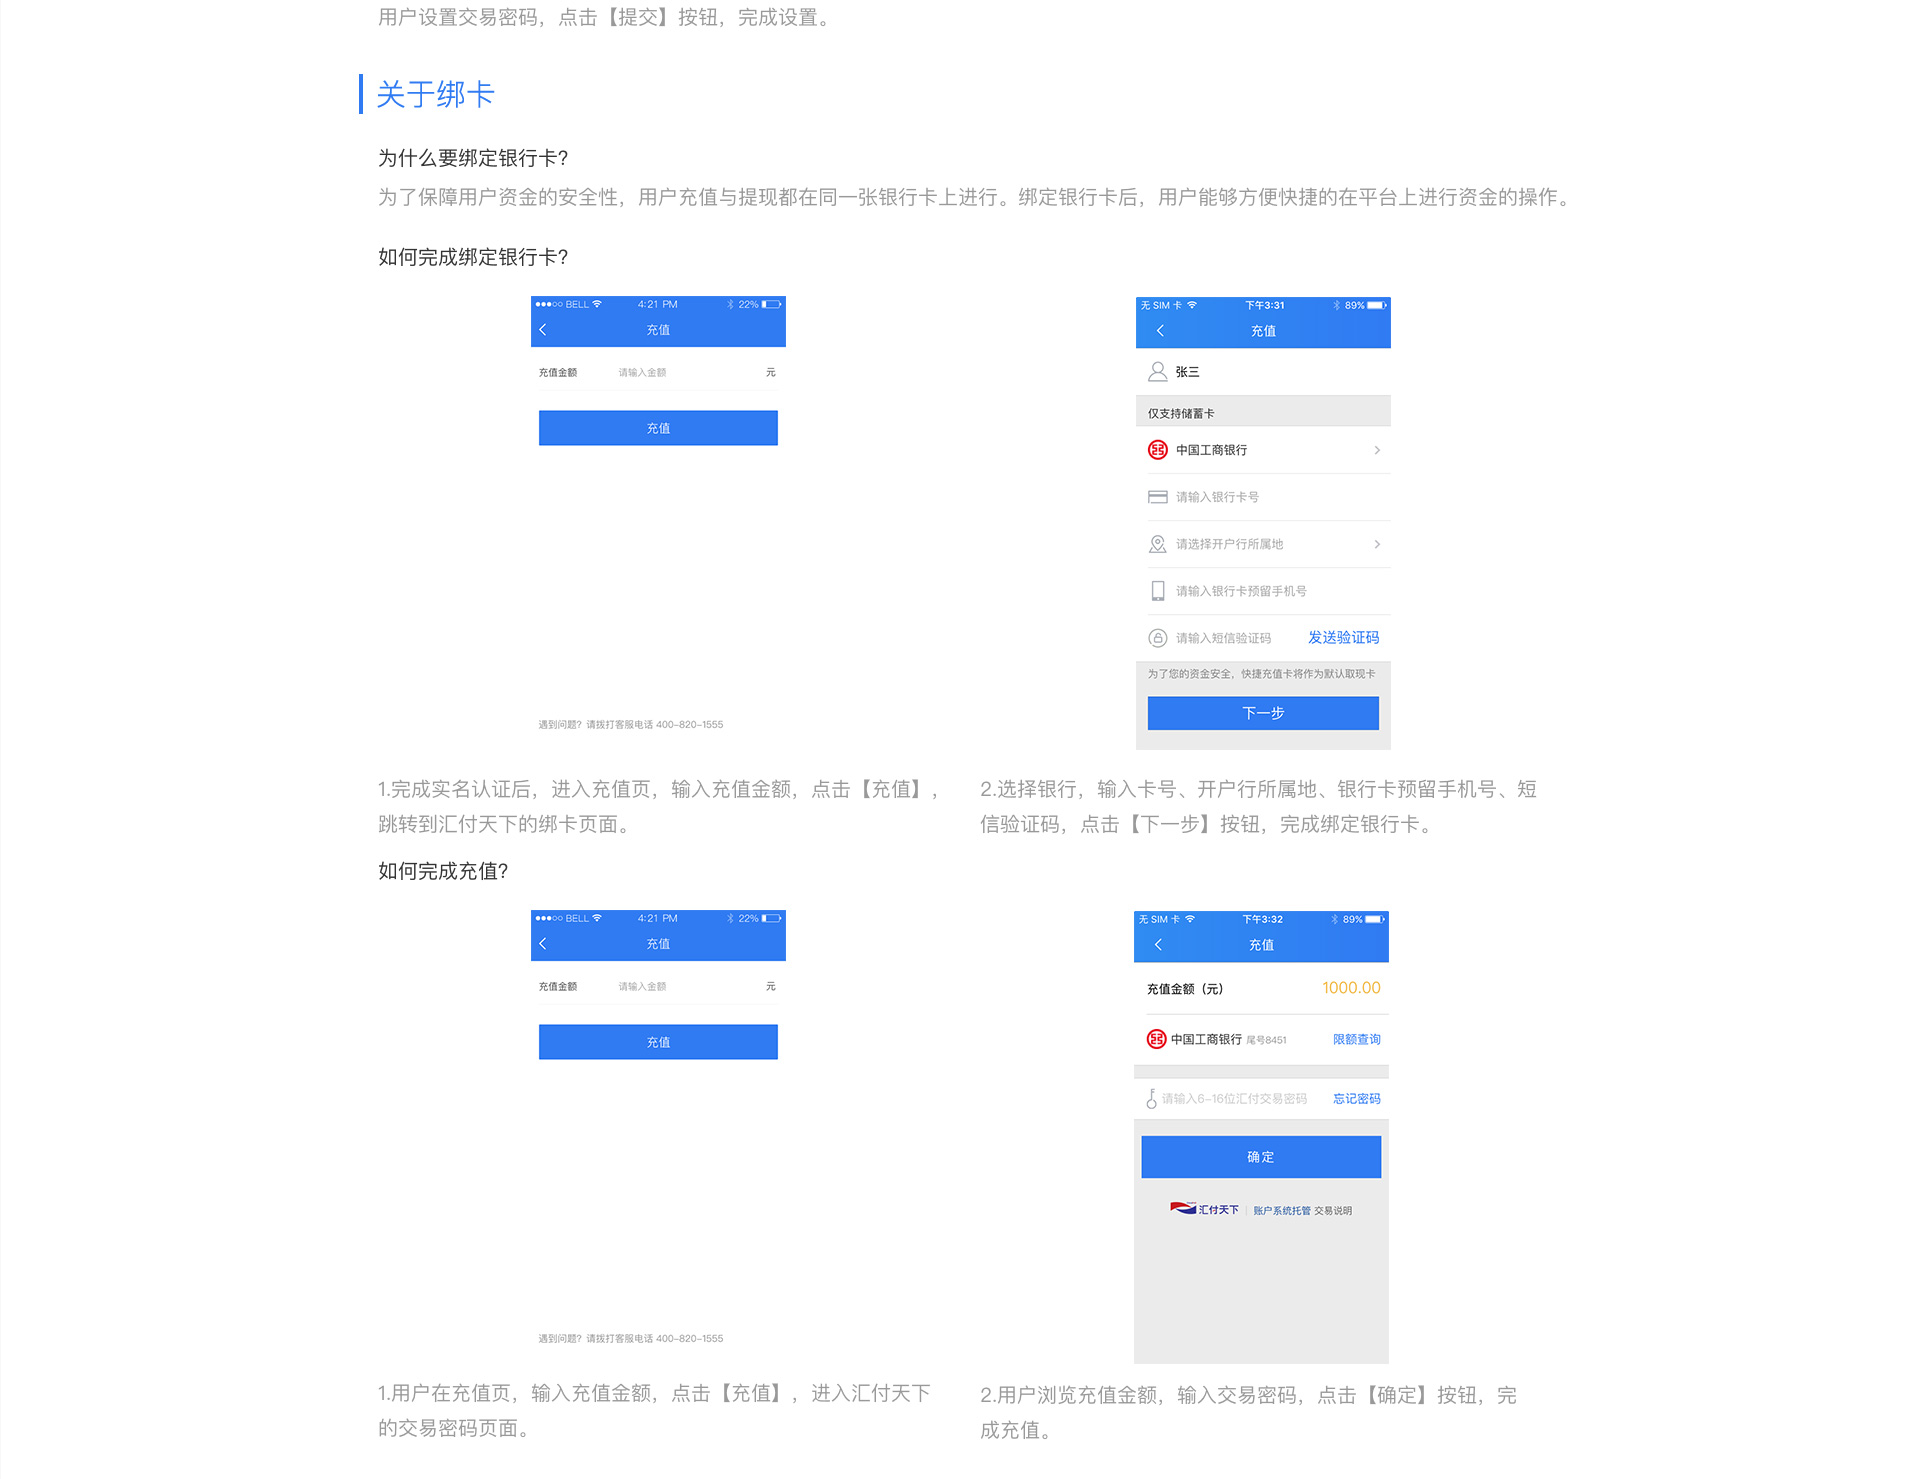 用户设置交易密码，点击【提交】按钮，完成设置。
关于绑卡
为什么要绑定银行卡?
为了保障用户资金的安全性，用户充值与提现都在同一张银行卡上进行。绑定银行卡后，用户能够方便快捷的在平台上进行资金的操作。
如何完成绑定银行卡?
BELL 4:21 PM 22%
充值
充值金额 请输入金额 元
充值
遇到问题？请拨打客服电话 400-820-1555
无 SIM 卡 下午3:31 89%
充值
张三
仅支持储蓄卡
中国工商银行
请输入银行卡号
请选择开户行所属地
请输入银行卡预留手机号
请输入短信验证码 发送验证码
为了您的资金安全，快捷充值卡将作为默认取现卡
下一步
1.完成实名认证后，进入充值页，输入充值金额，点击【充值】，
跳转到汇付天下的绑卡页面。
2.选择银行，输入卡号、开户行所属地、银行卡预留手机号、短
信验证码，点击【下一步】按钮，完成绑定银行卡。
如何完成充值?
BELL 4:21 PM 22%
充值
充值金额 请输入金额 元
充值
遇到问题？请拨打客服电话 400-820-1555
无 SIM 卡 下午3:32 89%
充值
充值金额（元） 1000.00
中国工商银行 尾号8451 限额查询
请输入6-16位汇付交易密码 忘记密码
确定
汇付天下 | 账户系统托管 交易说明
1.用户在充值页，输入充值金额，点击【充值】，进入汇付天下
的交易密码页面。
2.用户浏览充值金额，输入交易密码，点击【确定】按钮，完
成充值。